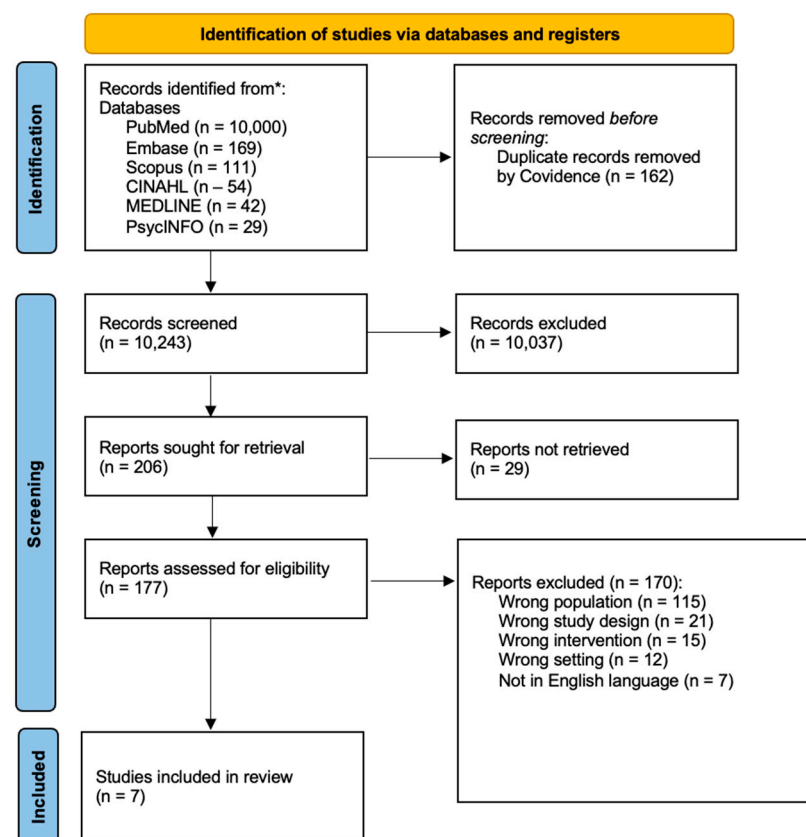 Identification of studies via databases and registers
Identification
Records identified from*:
Databases
PubMed (n = 10,000)
Embase (n = 169)
Scopus (n = 111)
CINAHL (n – 54)
MEDLINE (n = 42)
PsycINFO (n = 29)
Records removed before
screening:
Duplicate records removed
by Covidence (n = 162)
Screening
Records screened
(n = 10,243)
Records excluded
(n = 10,037)
Reports sought for retrieval
(n = 206)
Reports not retrieved
(n = 29)
Reports assessed for eligibility
(n = 177)
Reports excluded (n = 170):
Wrong population (n = 115)
Wrong study design (n = 21)
Wrong intervention (n = 15)
Wrong setting (n = 12)
Not in English language (n = 7)
Included
Studies included in review
(n = 7)